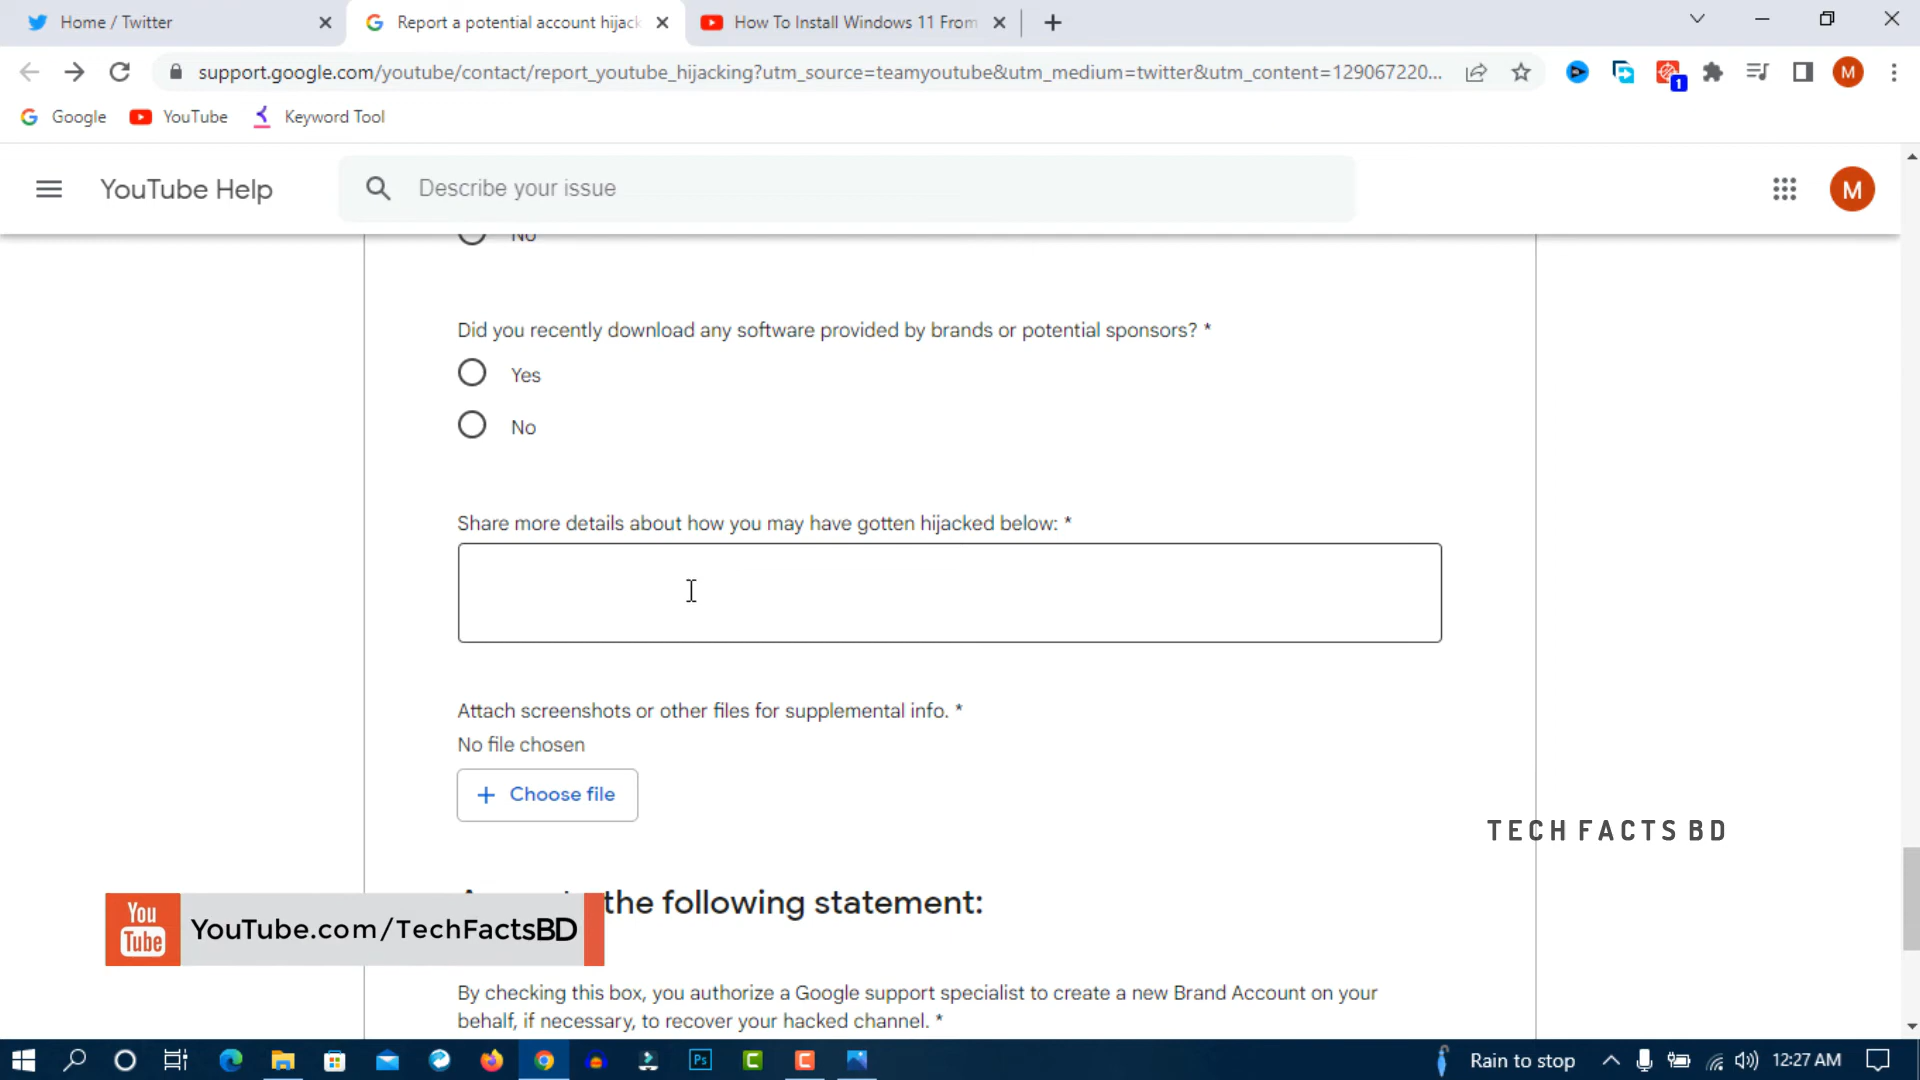 Home / Twitter
Report a potential account hijack
How To Install Windows 11 From
support.google.com/youtube/contact/report_youtube_hijacking?utm_source=teamyoutube&utm_medium=twitter&utm_content=129067220...
1
M
Google
YouTube
Keyword Tool
YouTube Help
Describe your issue
M
No
Did you recently download any software provided by brands or potential sponsors? *
Yes
No
Share more details about how you may have gotten hijacked below: *
Attach screenshots or other files for supplemental info. *
No file chosen
+ Choose file
TECH FACTS BD
the following statement:
You
Tube
YouTube.com/TechFactsBD
By checking this box, you authorize a Google support specialist to create a new Brand Account on your
behalf, if necessary, to recover your hacked channel. *
Ps
C
C
Rain to stop
12:27 AM